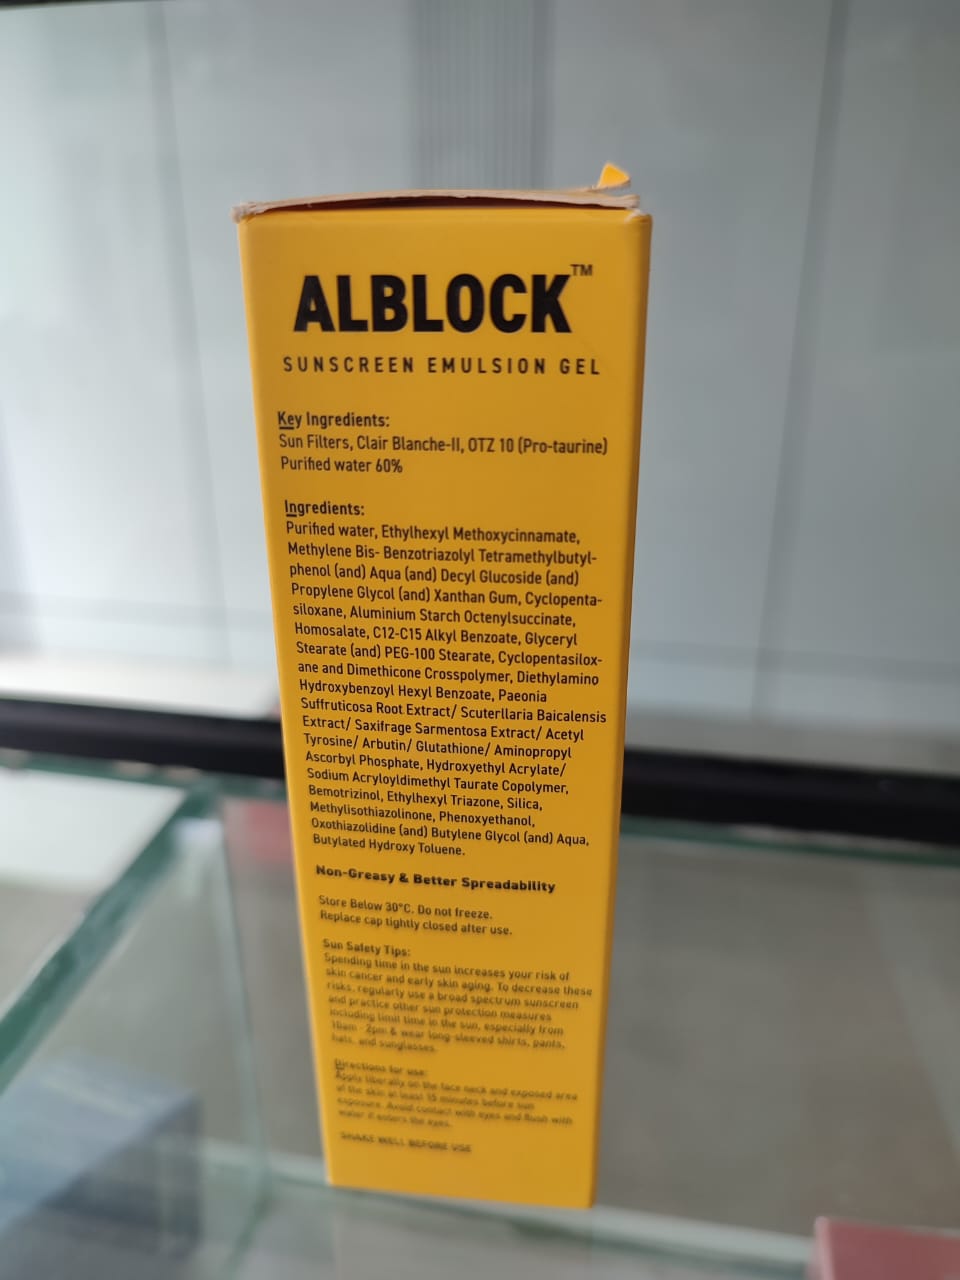 ALBLOCK™
SUNSCREEN EMULSION GEL
Key Ingredients:
Sun Filters, Clair Blanche-II, OTZ 10 (Pro-taurine)
Purified water 60%
Ingredients:
Purified water, Ethylhexyl Methoxycinnamate,
Methylene Bis- Benzotriazolyl Tetramethylbutyl-
phenol (and) Aqua (and) Decyl Glucoside (and)
Propylene Glycol (and) Xanthan Gum, Cyclopenta-
siloxane, Aluminium Starch Octenylsuccinate,
Homosalate, C12-C15 Alkyl Benzoate, Glyceryl
Stearate (and) PEG-100 Stearate, Cyclopentasilox-
ane and Dimethicone Crosspolymer, Diethylamino
Hydroxybenzoyl Hexyl Benzoate, Paeonia
Suffruticosa Root Extract/ Scuterllaria Baicalensis
Extract/ Saxifrage Sarmentosa Extract/ Acetyl
Tyrosine/ Arbutin/ Glutathione/ Aminopropyl
Ascorbyl Phosphate, Hydroxyethyl Acrylate/
Sodium Acryloyldimethyl Taurate Copolymer,
Bemotrizinol, Ethylhexyl Triazone, Silica,
Methylisothiazolinone, Phenoxyethanol,
Oxothiazolidine (and) Butylene Glycol (and) Aqua,
Butylated Hydroxy Toluene.
Non-Greasy & Better Spreadability
Store Below 30°C. Do not freeze.
Replace cap tightly closed after use.
Sun Safety Tips:
Spending time in the sun increases your risk of
skin cancer and early skin aging. To decrease these
risks, regularly use a broad spectrum sunscreen
and practice other sun protection measures
including limit time in the sun, especially from
10am - 2pm & wear long-sleeved shirts, pants,
hats, and sunglasses.
Directions for use:
Apply liberally on the face neck and exposed area
of the skin at least 15 minutes before sun
exposure. Avoid contact with eyes and flush with
water if enters the eyes.
SHAKE WELL BEFORE USE